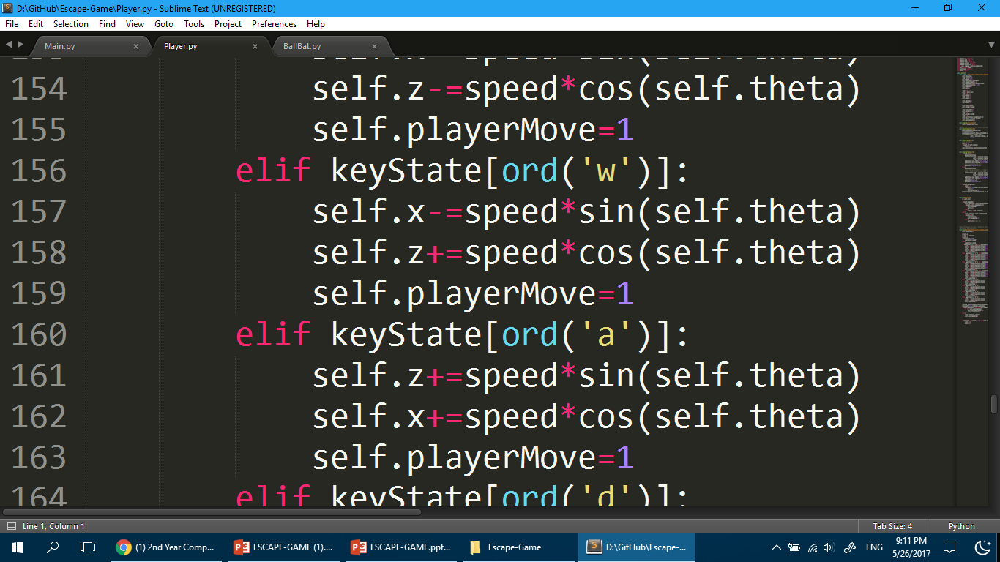 D:\GitHub\Escape-Game\Player.py - Sublime Text (UNREGISTERED)
File Edit Selection Find View Goto Tools Project Preferences Help
Main.py Player.py BallBat.py
154 self.z-=speed*cos(self.theta)
155 self.playerMove=1
156 elif keyState[ord('w')]:
157 self.x-=speed*sin(self.theta)
158 self.z+=speed*cos(self.theta)
159 self.playerMove=1
160 elif keyState[ord('a')]:
161 self.z+=speed*sin(self.theta)
162 self.x+=speed*cos(self.theta)
163 self.playerMove=1
164 elif keyState[ord('d')]:
Line 1, Column 1 Tab Size: 4 Python
(1) 2nd Year Comp... ESCAPE-GAME (1).... ESCAPE-GAME.ppt... Escape-Game D:\GitHub\Escape-... ENG 9:11 PM
5/26/2017